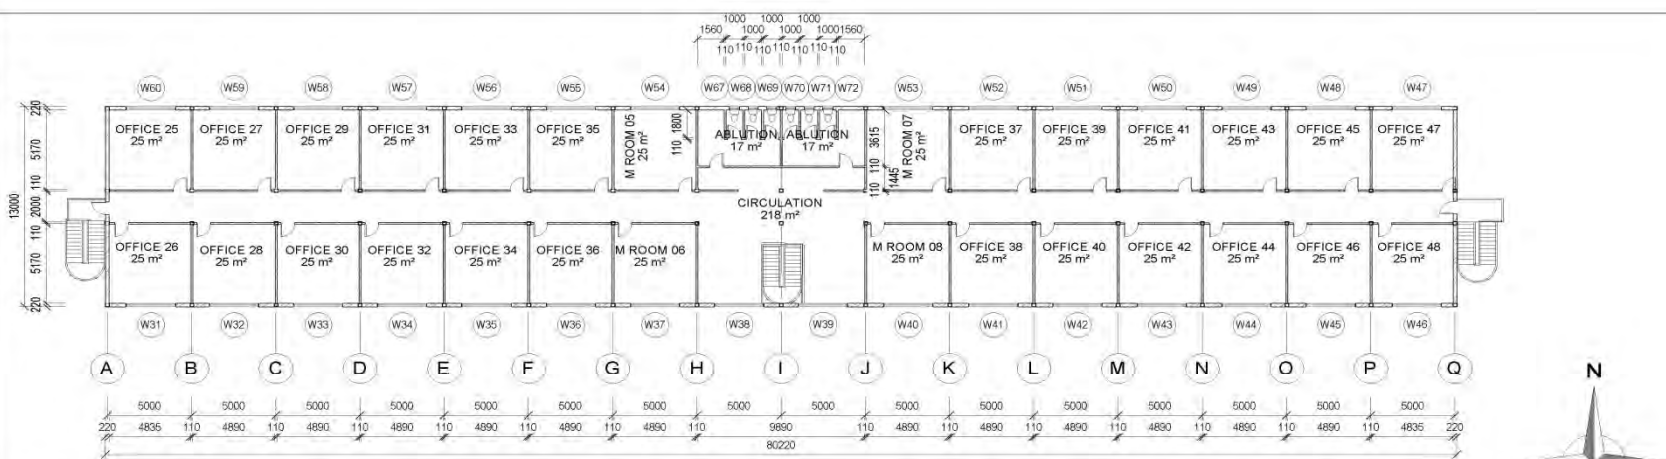 1000 1000 1000
1560 1000 1000 1000 1560
110 110 110 110 110 110 110
W60 W59 W58 W57 W56 W55 W54 W67 W68 W69 W70 W71 W72 W53 W52 W51 W50 W49 W48 W47
220
5170
110
2000
110
5170
220
13000
OFFICE 25
25 m²
OFFICE 27
25 m²
OFFICE 29
25 m²
OFFICE 31
25 m²
OFFICE 33
25 m²
OFFICE 35
25 m²
M ROOM 05
25 m²
1800
110
ABLUTION
17 m²
ABLUTION
17 m²
3615
110
1445
110
M ROOM 07
25 m²
OFFICE 37
25 m²
OFFICE 39
25 m²
OFFICE 41
25 m²
OFFICE 43
25 m²
OFFICE 45
25 m²
OFFICE 47
25 m²
CIRCULATION
218 m²
OFFICE 26
25 m²
OFFICE 28
25 m²
OFFICE 30
25 m²
OFFICE 32
25 m²
OFFICE 34
25 m²
OFFICE 36
25 m²
M ROOM 06
25 m²
M ROOM 08
25 m²
OFFICE 38
25 m²
OFFICE 40
25 m²
OFFICE 42
25 m²
OFFICE 44
25 m²
OFFICE 46
25 m²
OFFICE 48
25 m²
W31 W32 W33 W34 W35 W36 W37 W38 W39 W40 W41 W42 W43 W44 W45 W46
A B C D E F G H I J K L M N O P Q
N
5000 5000 5000 5000 5000 5000 5000 5000 5000 5000 5000 5000 5000 5000 5000 5000
220 4835 110 4890 110 4890 110 4890 110 4890 110 4890 110 4890 110 9890 110 4890 110 4890 110 4890 110 4890 110 4890 110 4890 110 4835 220
80220